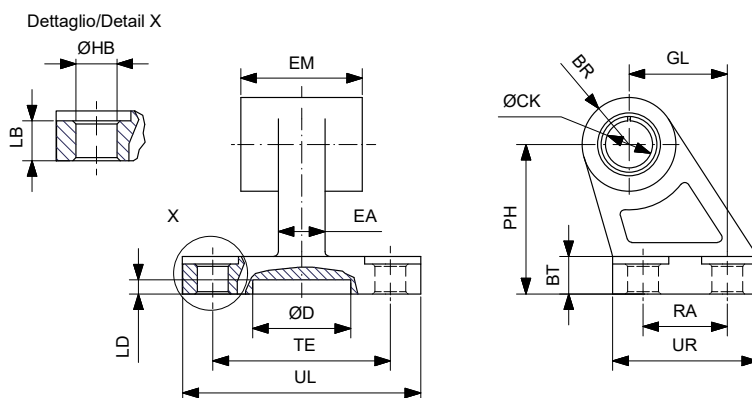 Dettaglio/Detail X
ØHB
LB
X
EM
EA
LD
ØD
TE
UL
BR
GL
ØCK
PH
BT
RA
UR